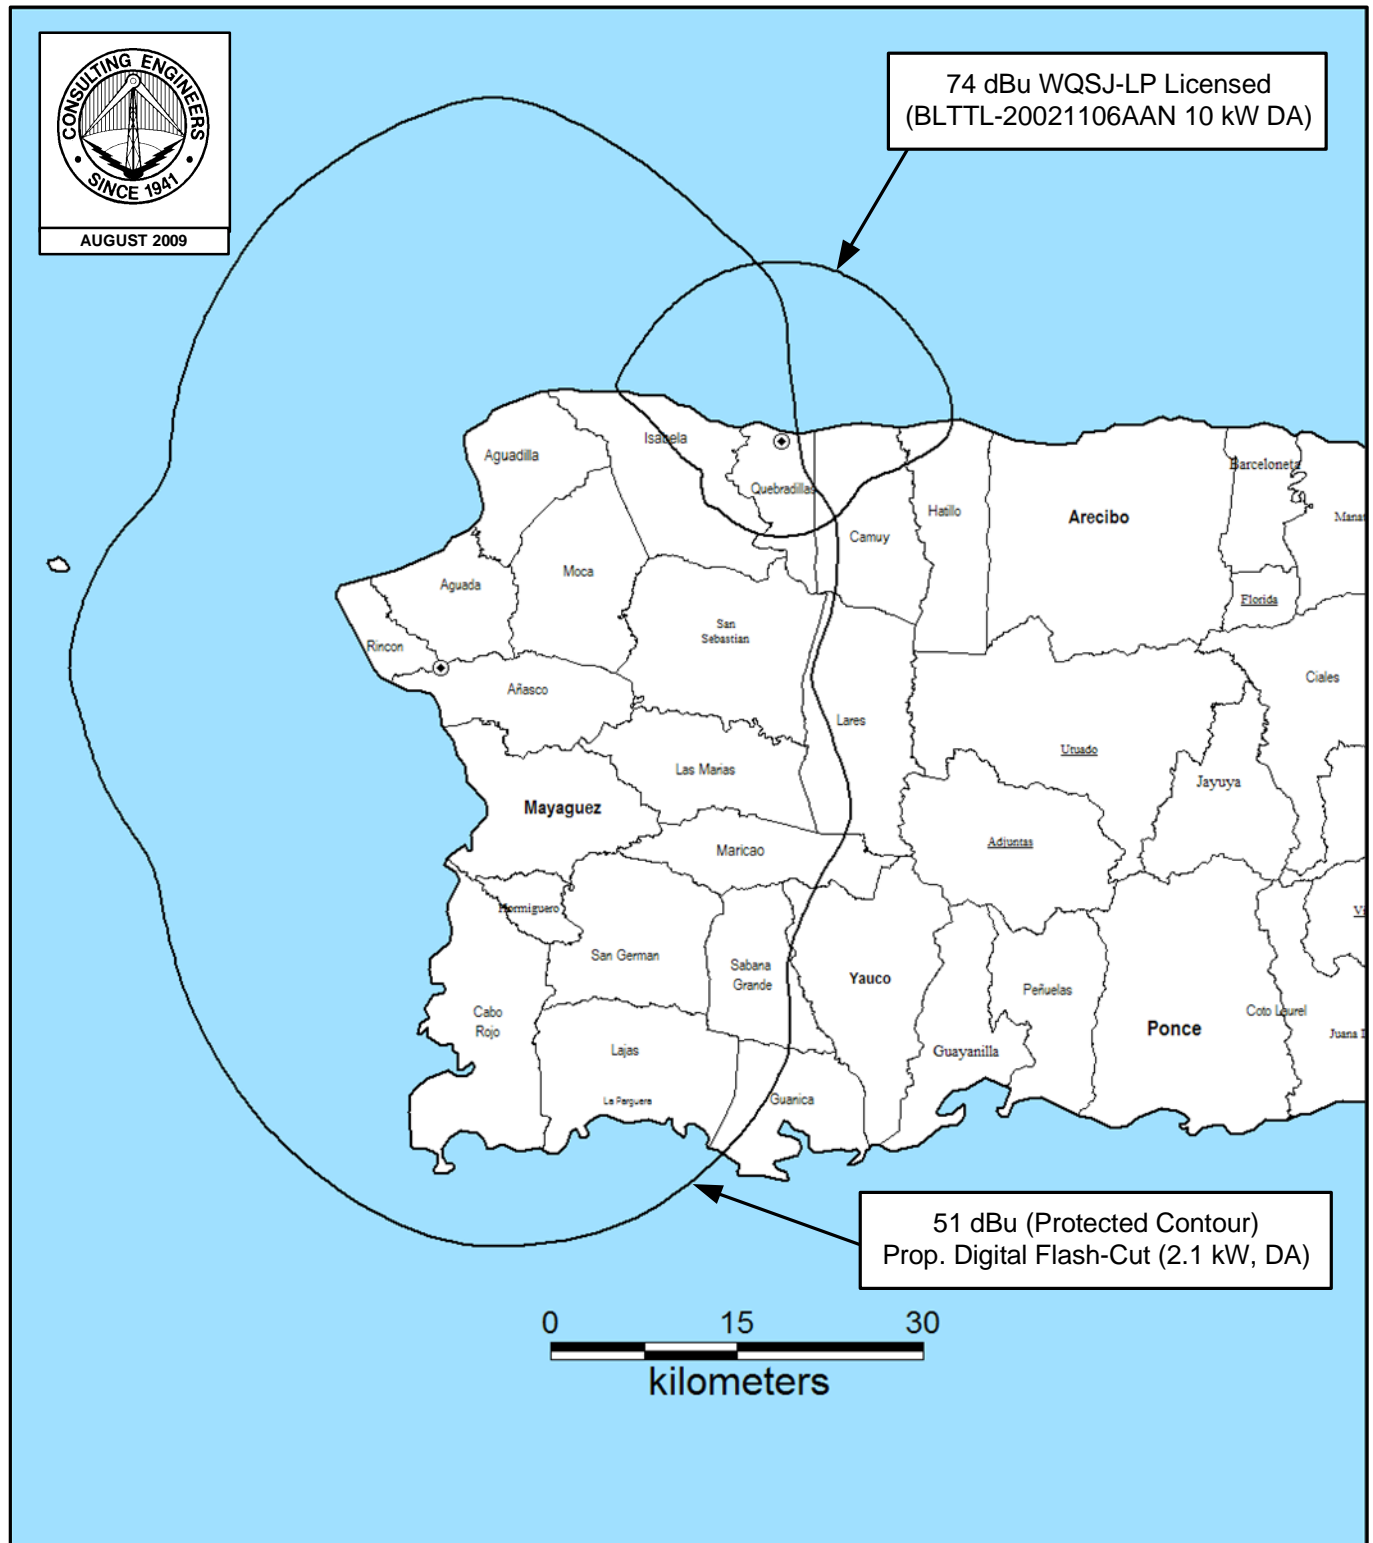 CONSULTING ENGINEERS
SINCE 1941
AUGUST 2009
74 dBu WQSJ-LP Licensed
(BLTTL-20021106AAN 10 kW DA)
Isabela
Aguadilla
Quebradillas
Camuy
Hatillo
Arecibo
Barceloneta
Manat
Moca
Aguada
Florida
San
Sebastian
Rincon
Añasco
Ciales
Lares
Utuado
Las Marias
Jayuya
Mayaguez
Maricao
Adjuntas
Hormiguero
Vi
San German
Sabana
Grande
Yauco
Peñuelas
Cabo
Rojo
Coto Laurel
Ponce
Juana D
Lajas
Guayanilla
La Parguera
Guanica
51 dBu (Protected Contour)
Prop. Digital Flash-Cut (2.1 kW, DA)
0 15 30
kilometers